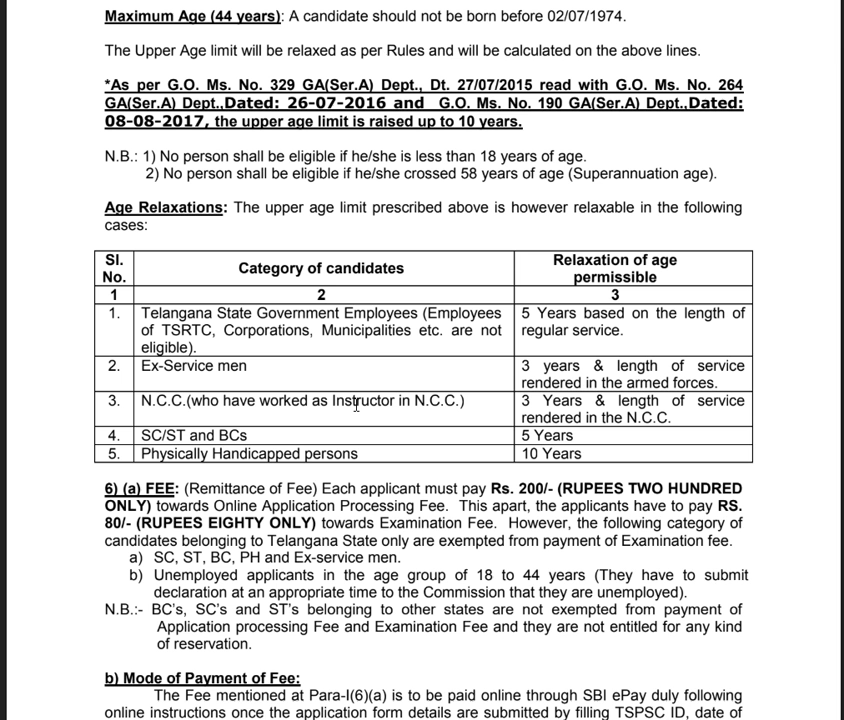 Maximum Age (44 years): A candidate should not be born before 02/07/1974.
The Upper Age limit will be relaxed as per Rules and will be calculated on the above lines.
*As per G.O. Ms. No. 329 GA(Ser.A) Dept., Dt. 27/07/2015 read with G.O. Ms. No. 264
GA(Ser.A) Dept.,Dated: 26-07-2016 and G.O. Ms. No. 190 GA(Ser.A) Dept.,Dated:
08-08-2017, the upper age limit is raised up to 10 years.
N.B.: 1) No person shall be eligible if he/she is less than 18 years of age.
2) No person shall be eligible if he/she crossed 58 years of age (Superannuation age).
Age Relaxations: The upper age limit prescribed above is however relaxable in the following
cases:
Sl. No. Category of candidates Relaxation of age permissible
1 2 3
1. Telangana State Government Employees (Employees 5 Years based on the length of
of TSRTC, Corporations, Municipalities etc. are not regular service.
eligible).
2. Ex-Service men 3 years & length of service
rendered in the armed forces.
3. N.C.C.(who have worked as Instructor in N.C.C.) 3 Years & length of service
rendered in the N.C.C.
4. SC/ST and BCs 5 Years
5. Physically Handicapped persons 10 Years
6) (a) FEE: (Remittance of Fee) Each applicant must pay Rs. 200/- (RUPEES TWO HUNDRED
ONLY) towards Online Application Processing Fee. This apart, the applicants have to pay RS.
80/- (RUPEES EIGHTY ONLY) towards Examination Fee. However, the following category of
candidates belonging to Telangana State only are exempted from payment of Examination fee.
a) SC, ST, BC, PH and Ex-service men.
b) Unemployed applicants in the age group of 18 to 44 years (They have to submit
declaration at an appropriate time to the Commission that they are unemployed).
N.B.:- BC's, SC's and ST's belonging to other states are not exempted from payment of
Application processing Fee and Examination Fee and they are not entitled for any kind
of reservation.
b) Mode of Payment of Fee:
The Fee mentioned at Para-I(6)(a) is to be paid online through SBI ePay duly following
online instructions once the application form details are submitted by filling TSPSC ID, date of